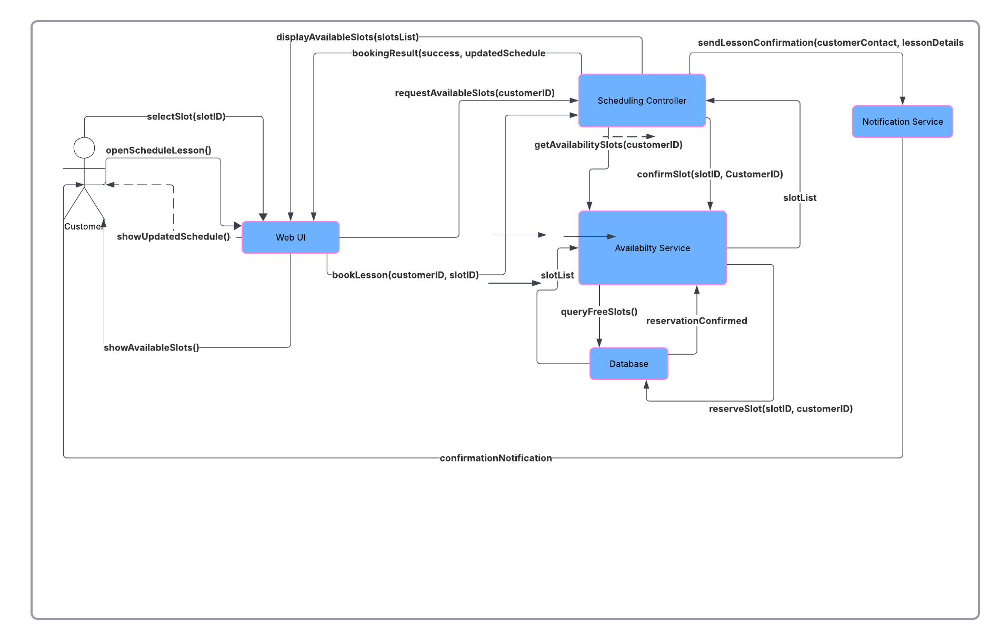 displayAvailableSlots(slotsList)
sendLessonConfirmation(customerContact, lessonDetails
bookingResult(success, updatedSchedule
requestAvailableSlots(customerID)
Scheduling Controller
selectSlot(slotID)
Notification Service
getAvailabilitySlots(customerID)
openScheduleLesson()
confirmSlot(slotID, CustomerID)
slotList
Customer
showUpdatedSchedule()
Web UI
Availabilty Service
bookLesson(customerID, slotID)
slotList
queryFreeSlots()
reservationConfirmed
showAvailableSlots()
Database
reserveSlot(slotID, customerID)
confirmationNotification